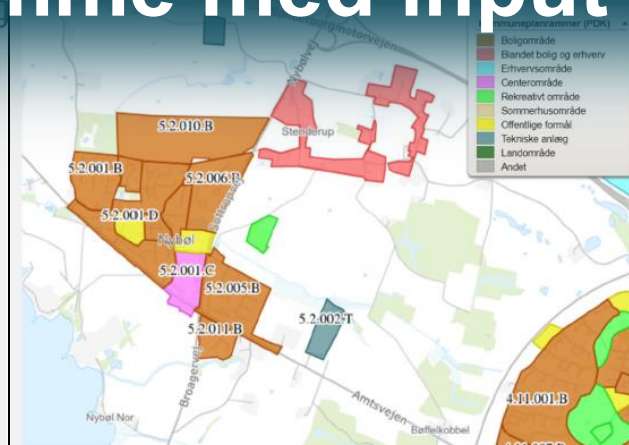 med input
Kommuneplanrammer (PDK)
Boligområde
Blandet bolig og erhverv
Erhvervsområde
Centerområde
Rekreativt område
Sommerhusområde
Offentlige formål
Tekniske anlæg
Landområde
Andet
Nybølvej
Stenderup
5.2.010.B
5.2.001.B
5.2.006.B
5.2.001.D
Nybøl
5.2.001.C
5.2.005.B
5.2.011.B
5.2.002.T
Broagervej
Amtsvejen
Bøffelkobbel
Nybøl Nor
4.11.001.B